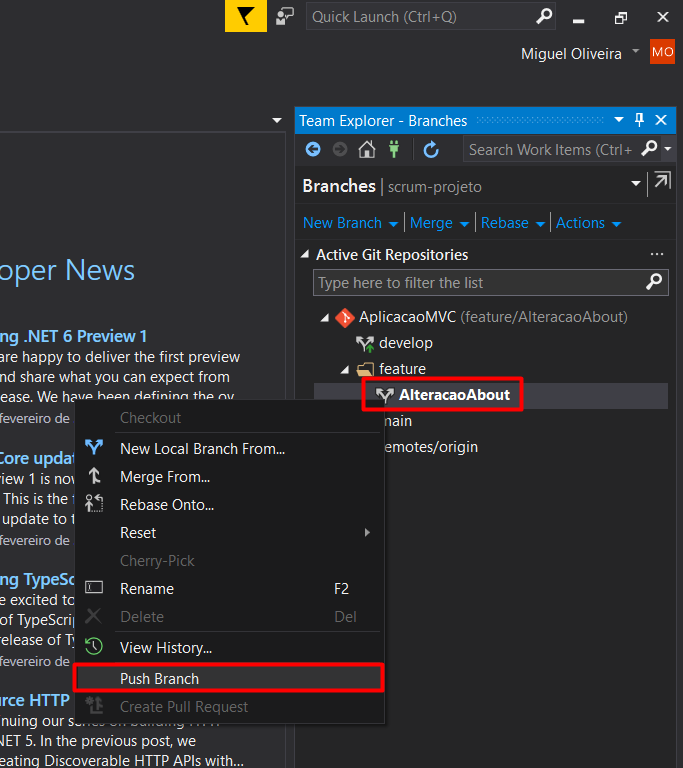 Quick Launch (Ctrl+Q)
Miguel Oliveira
MO
Team Explorer - Branches
Search Work Items (Ctrl+
Branches | scrum-projeto
New Branch
Merge
Rebase
Actions
Active Git Repositories
Type here to filter the list
AplicacaoMVC (feature/AlteracaoAbout)
develop
feature
AlteracaoAbout
main
emotes/origin
oper News
ng .NET 6 Preview 1
are happy to deliver the first preview
nd share what you can expect from
ease. We have been defining the ov
fevereiro de
Core updat
view 1 is now
This is the f
update to t
fevereiro de
ng TypeSc
e excited to
of TypeScrip
release of Ty
fevereiro de
urce HTTP
nuing our series on building HTTP
NET 5. In the previous post, we
eating Discoverable HTTP APIs with...
Checkout
New Local Branch From...
Merge From...
Rebase Onto...
Reset
Cherry-Pick
Rename F2
Delete Del
View History...
Push Branch
Create Pull Request